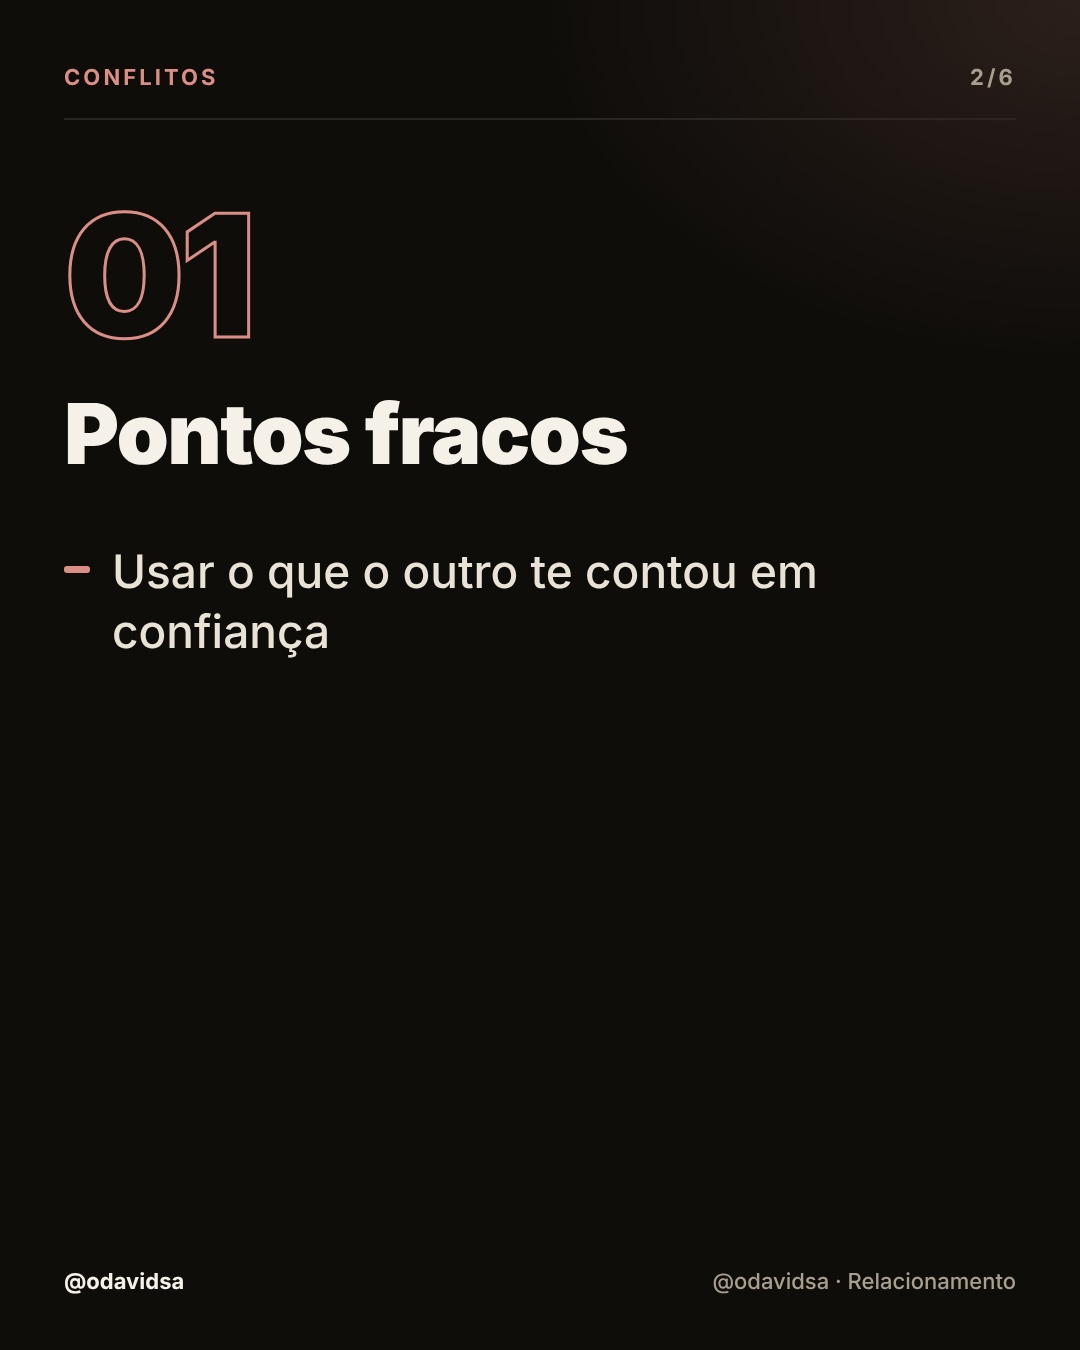 CONFLITOS
2/6
01
Pontos fracos
Usar o que o outro te contou em
confiança
@odavidsa
@odavidsa · Relacionamento